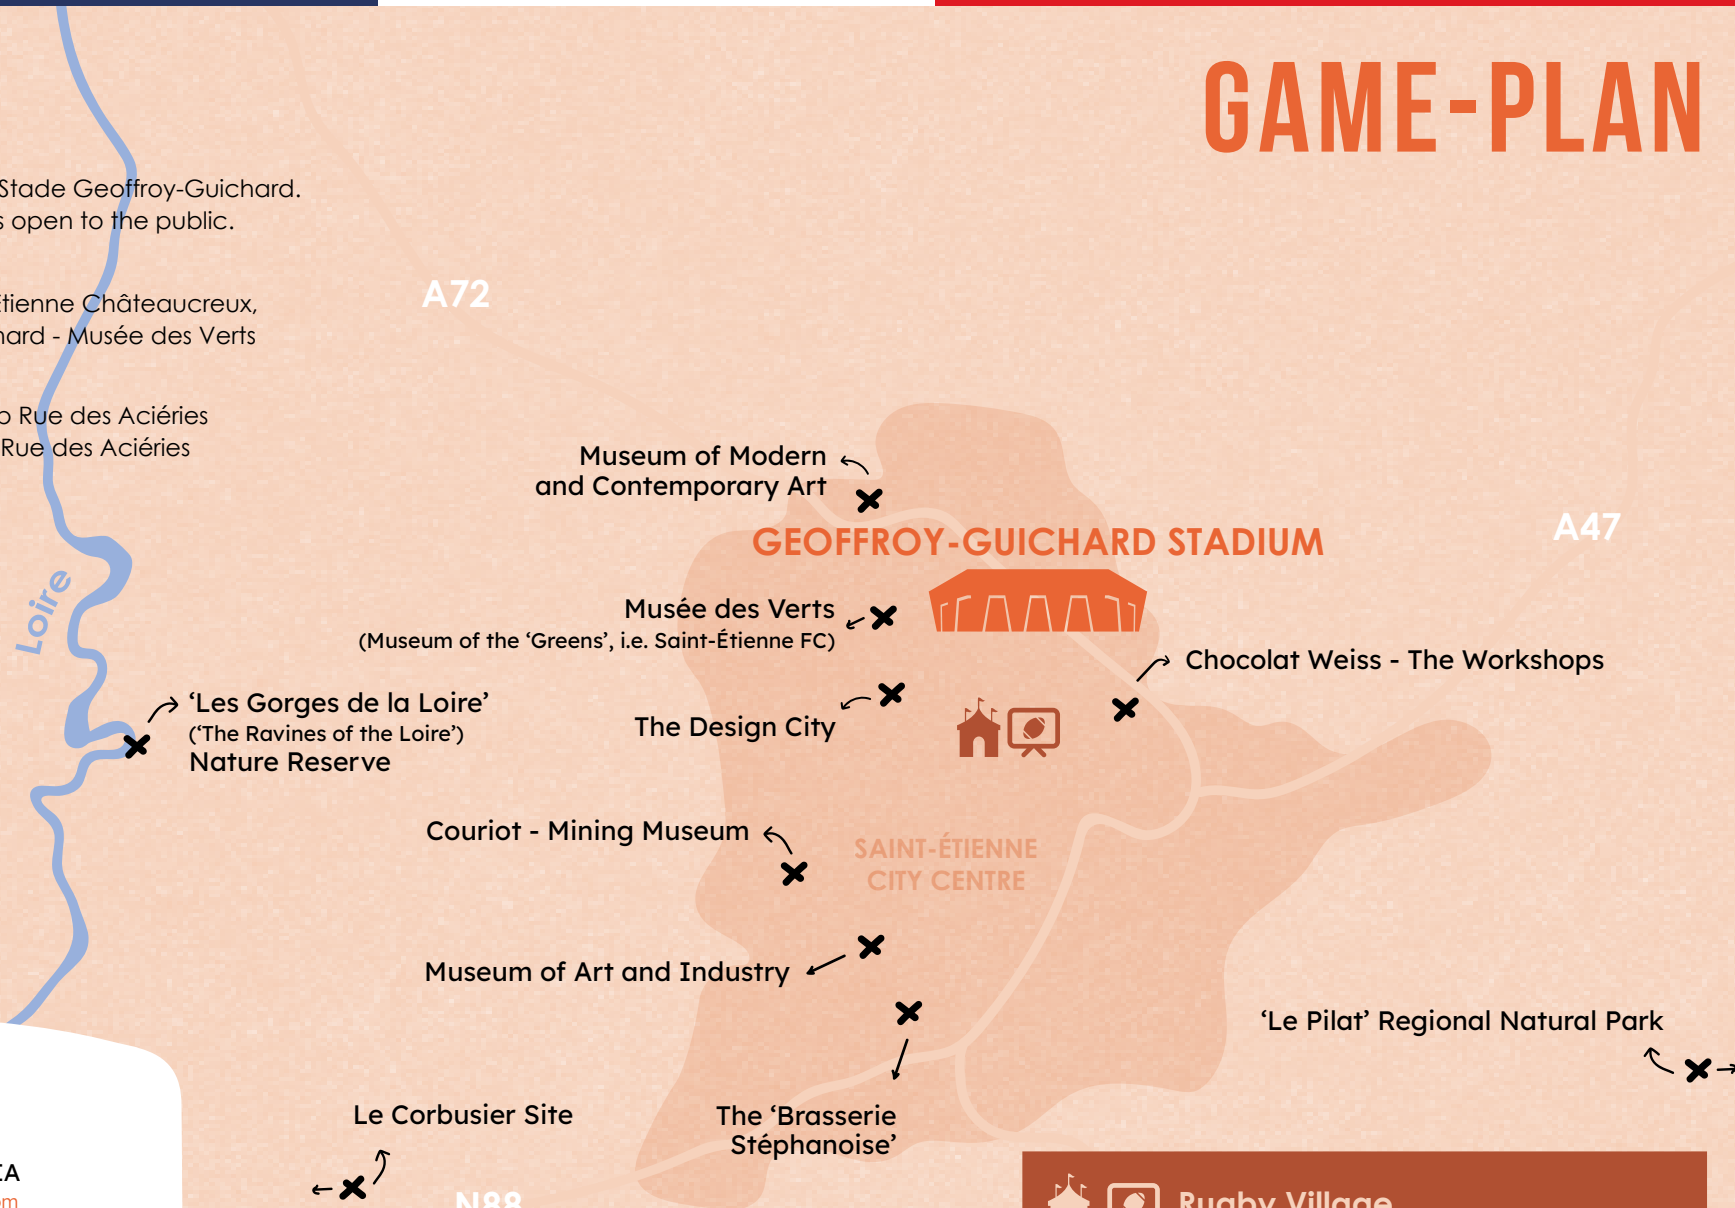 GAME-PLAN
Stade Geoffroy-Guichard.
open to the public.
A72
Châteaucreux,
- Musée des Verts
Rue des Aciéries
Rue des Aciéries
Museum of Modern
and Contemporary Art
GEOFFROY-GUICHARD STADIUM
A47
Loire
Musée des Verts
(Museum of the ‘Greens’, i.e. Saint-Étienne FC)
Chocolat Weiss - The Workshops
‘Les Gorges de la Loire’
(‘The Ravines of the Loire’)
Nature Reserve
The Design City
Couriot - Mining Museum
SAINT-ÉTIENNE
CITY CENTRE
Museum of Art and Industry
‘Le Pilat’ Regional Natural Park
Le Corbusier Site
The ‘Brasserie
Stéphanoise’
N88
Rugby Village